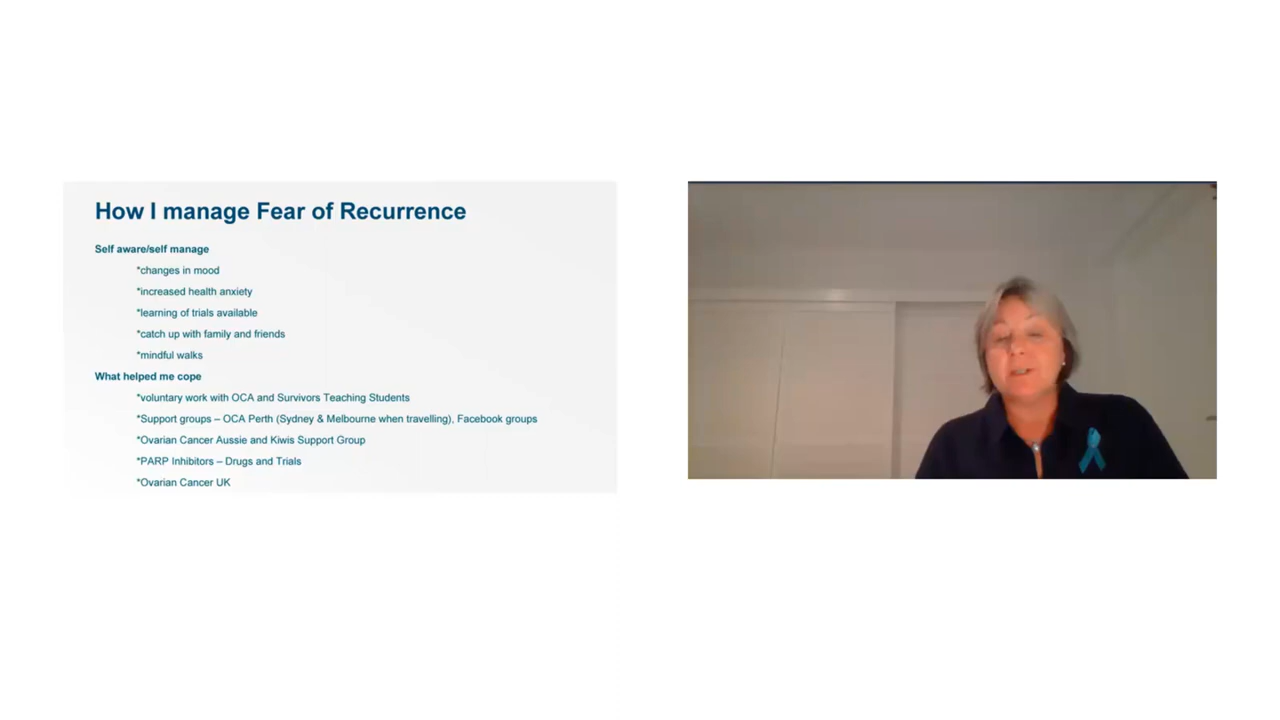 How I manage Fear of Recurrence
Self aware/self manage
*changes in mood
*increased health anxiety
*learning of trials available
*catch up with family and friends
*mindful walks
What helped me cope
*voluntary work with OCA and Survivors Teaching Students
*Support groups – OCA Perth (Sydney & Melbourne when travelling), Facebook groups
*Ovarian Cancer Aussie and Kiwis Support Group
*PARP Inhibitors – Drugs and Trials
*Ovarian Cancer UK